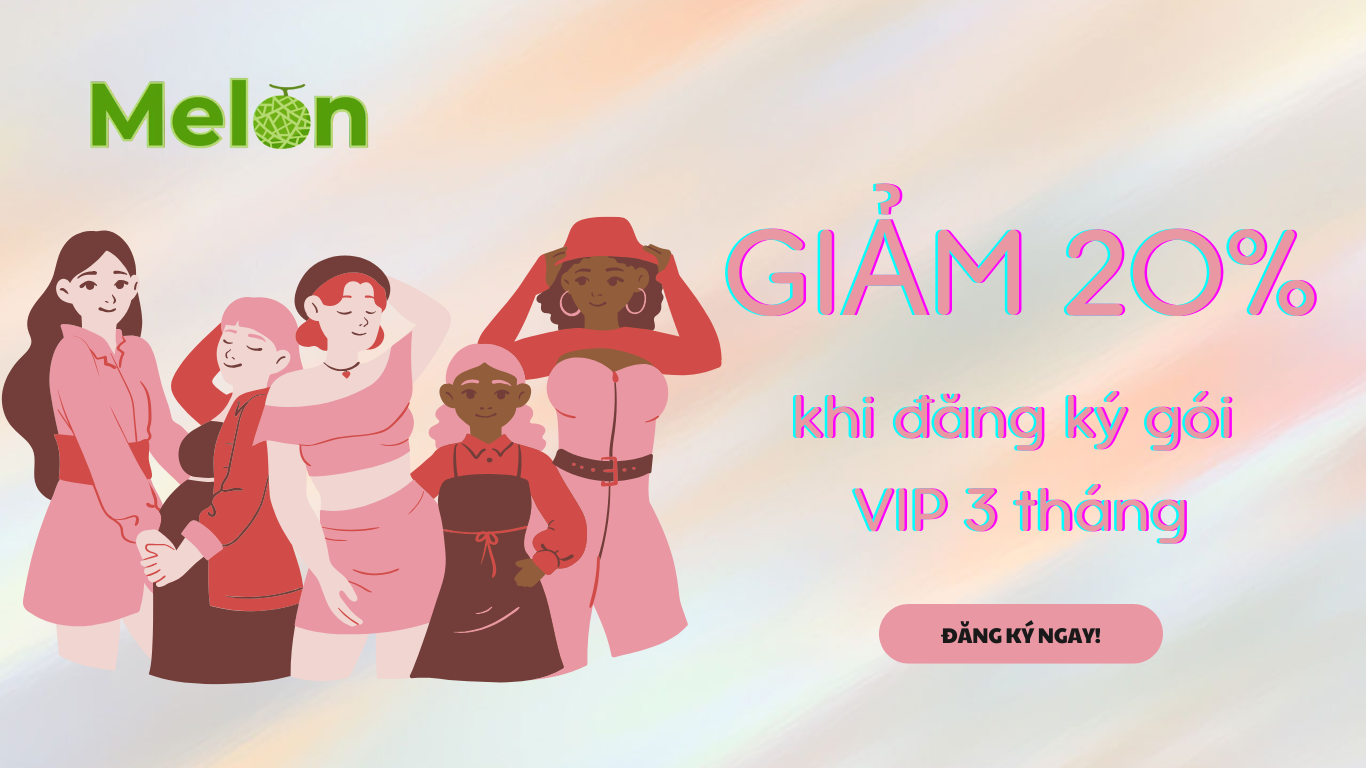 Melon
GIẢM 20%
khi đăng ký gói
VIP 3 tháng
ĐĂNG KÝ NGAY!